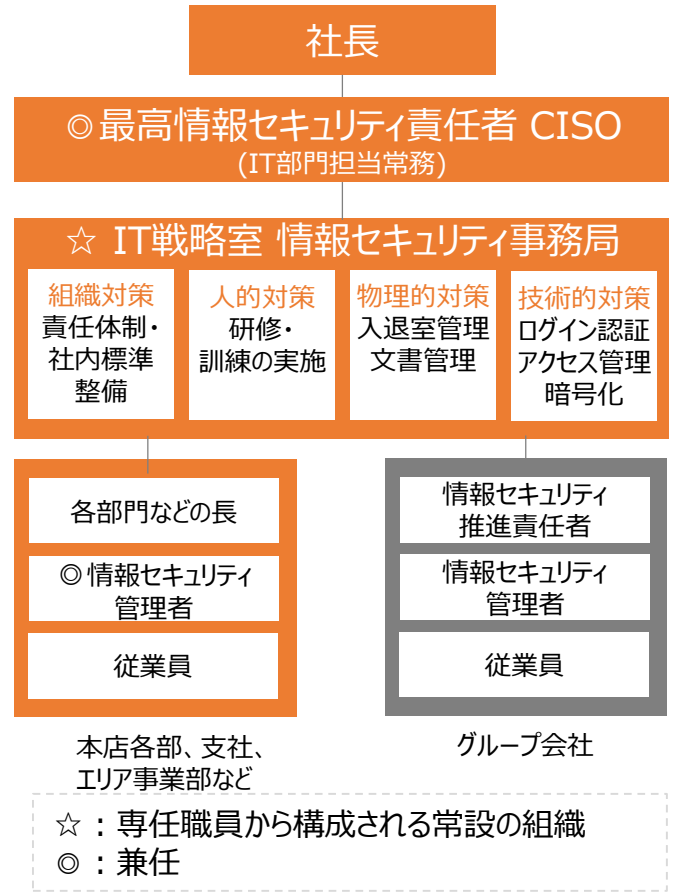 社長
◎最高情報セキュリティ責任者 CISO
(IT部門担当常務)
☆ IT戦略室 情報セキュリティ事務局
組織対策
責任体制・
社内標準
整備
人的対策
研修・
訓練の実施
物理的対策
入退室管理
文書管理
技術的対策
ログイン認証
アクセス管理
暗号化
各部門などの長
◎情報セキュリティ
管理者
従業員
本店各部、支社、
エリア事業部など
情報セキュリティ
推進責任者
情報セキュリティ
管理者
従業員
グループ会社
☆：専任職員から構成される常設の組織
◎：兼任